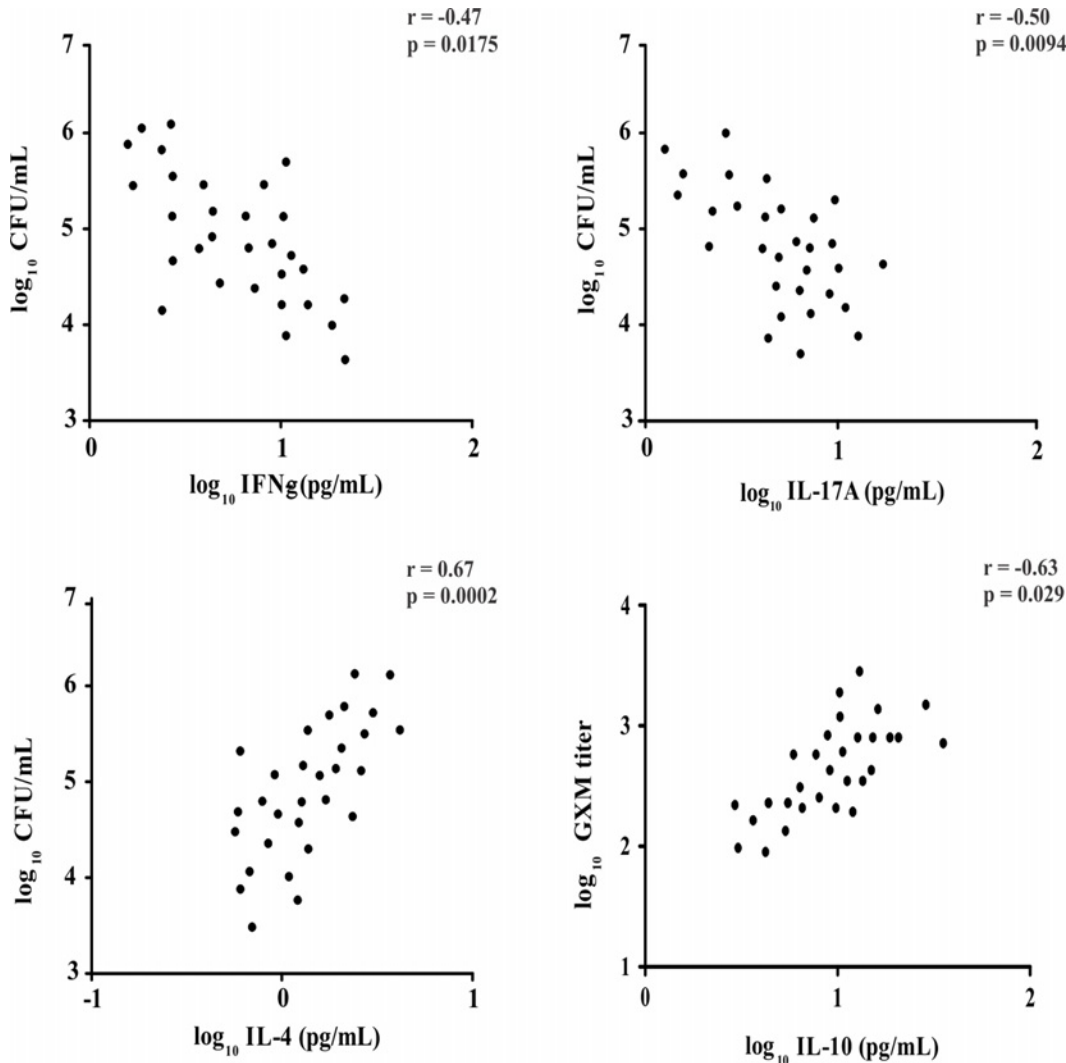 r = -0.47
p = 0.0175
7
6
5
4
3
log₁₀ CFU/mL
0 1 2
log₁₀ IFNg (pg/mL)
r = -0.50
p = 0.0094
7
6
5
4
3
log₁₀ CFU/mL
0 1 2
log₁₀ IL-17A (pg/mL)
r = 0.67
p = 0.0002
7
6
5
4
3
log₁₀ CFU/mL
-1 0 1
log₁₀ IL-4 (pg/mL)
r = -0.63
p = 0.029
4
3
2
1
log₁₀ GXM titer
0 1 2
log₁₀ IL-10 (pg/mL)